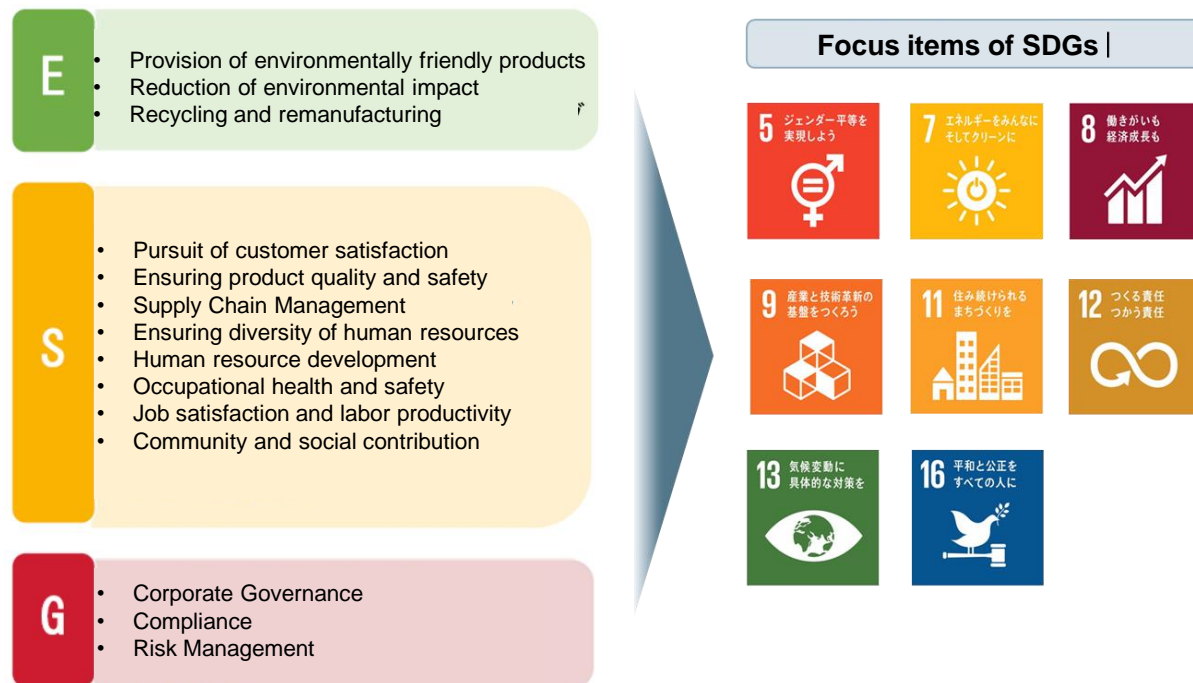 E
• Provision of environmentally friendly products
• Reduction of environmental impact
• Recycling and remanufacturing
S
• Pursuit of customer satisfaction
• Ensuring product quality and safety
• Supply Chain Management
• Ensuring diversity of human resources
• Human resource development
• Occupational health and safety
• Job satisfaction and labor productivity
• Community and social contribution
G
• Corporate Governance
• Compliance
• Risk Management
Focus items of SDGs
5 ジェンダー平等を
実現しよう
7 エネルギーをみんなに
そしてクリーンに
8 働きがいも
経済成長も
9 産業と技術革新の
基盤をつくろう
11 住み続けられる
まちづくりを
12 つくる責任
つかう責任
13 気候変動に
具体的な対策を
16 平和と公正を
すべての人に